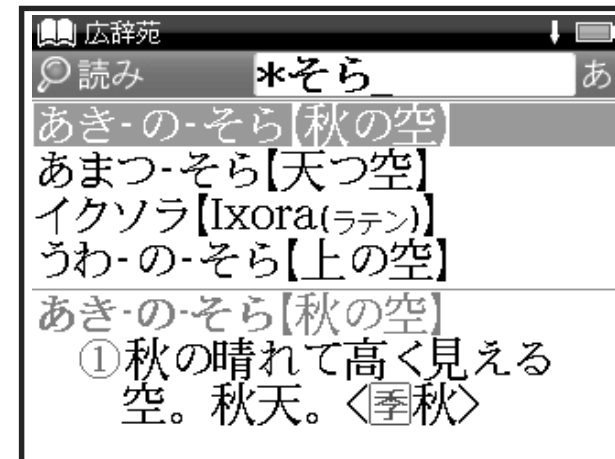 広辞苑
読み *そら_ あ
あき-の-そら【秋の空】
あまつ-そら【天つ空】
イクソラ【Ixora(ラテン)】
うわ-の-そら【上の空】
あき-の-そら【秋の空】
①秋の晴れて高く見える
空。秋天。〈季秋〉